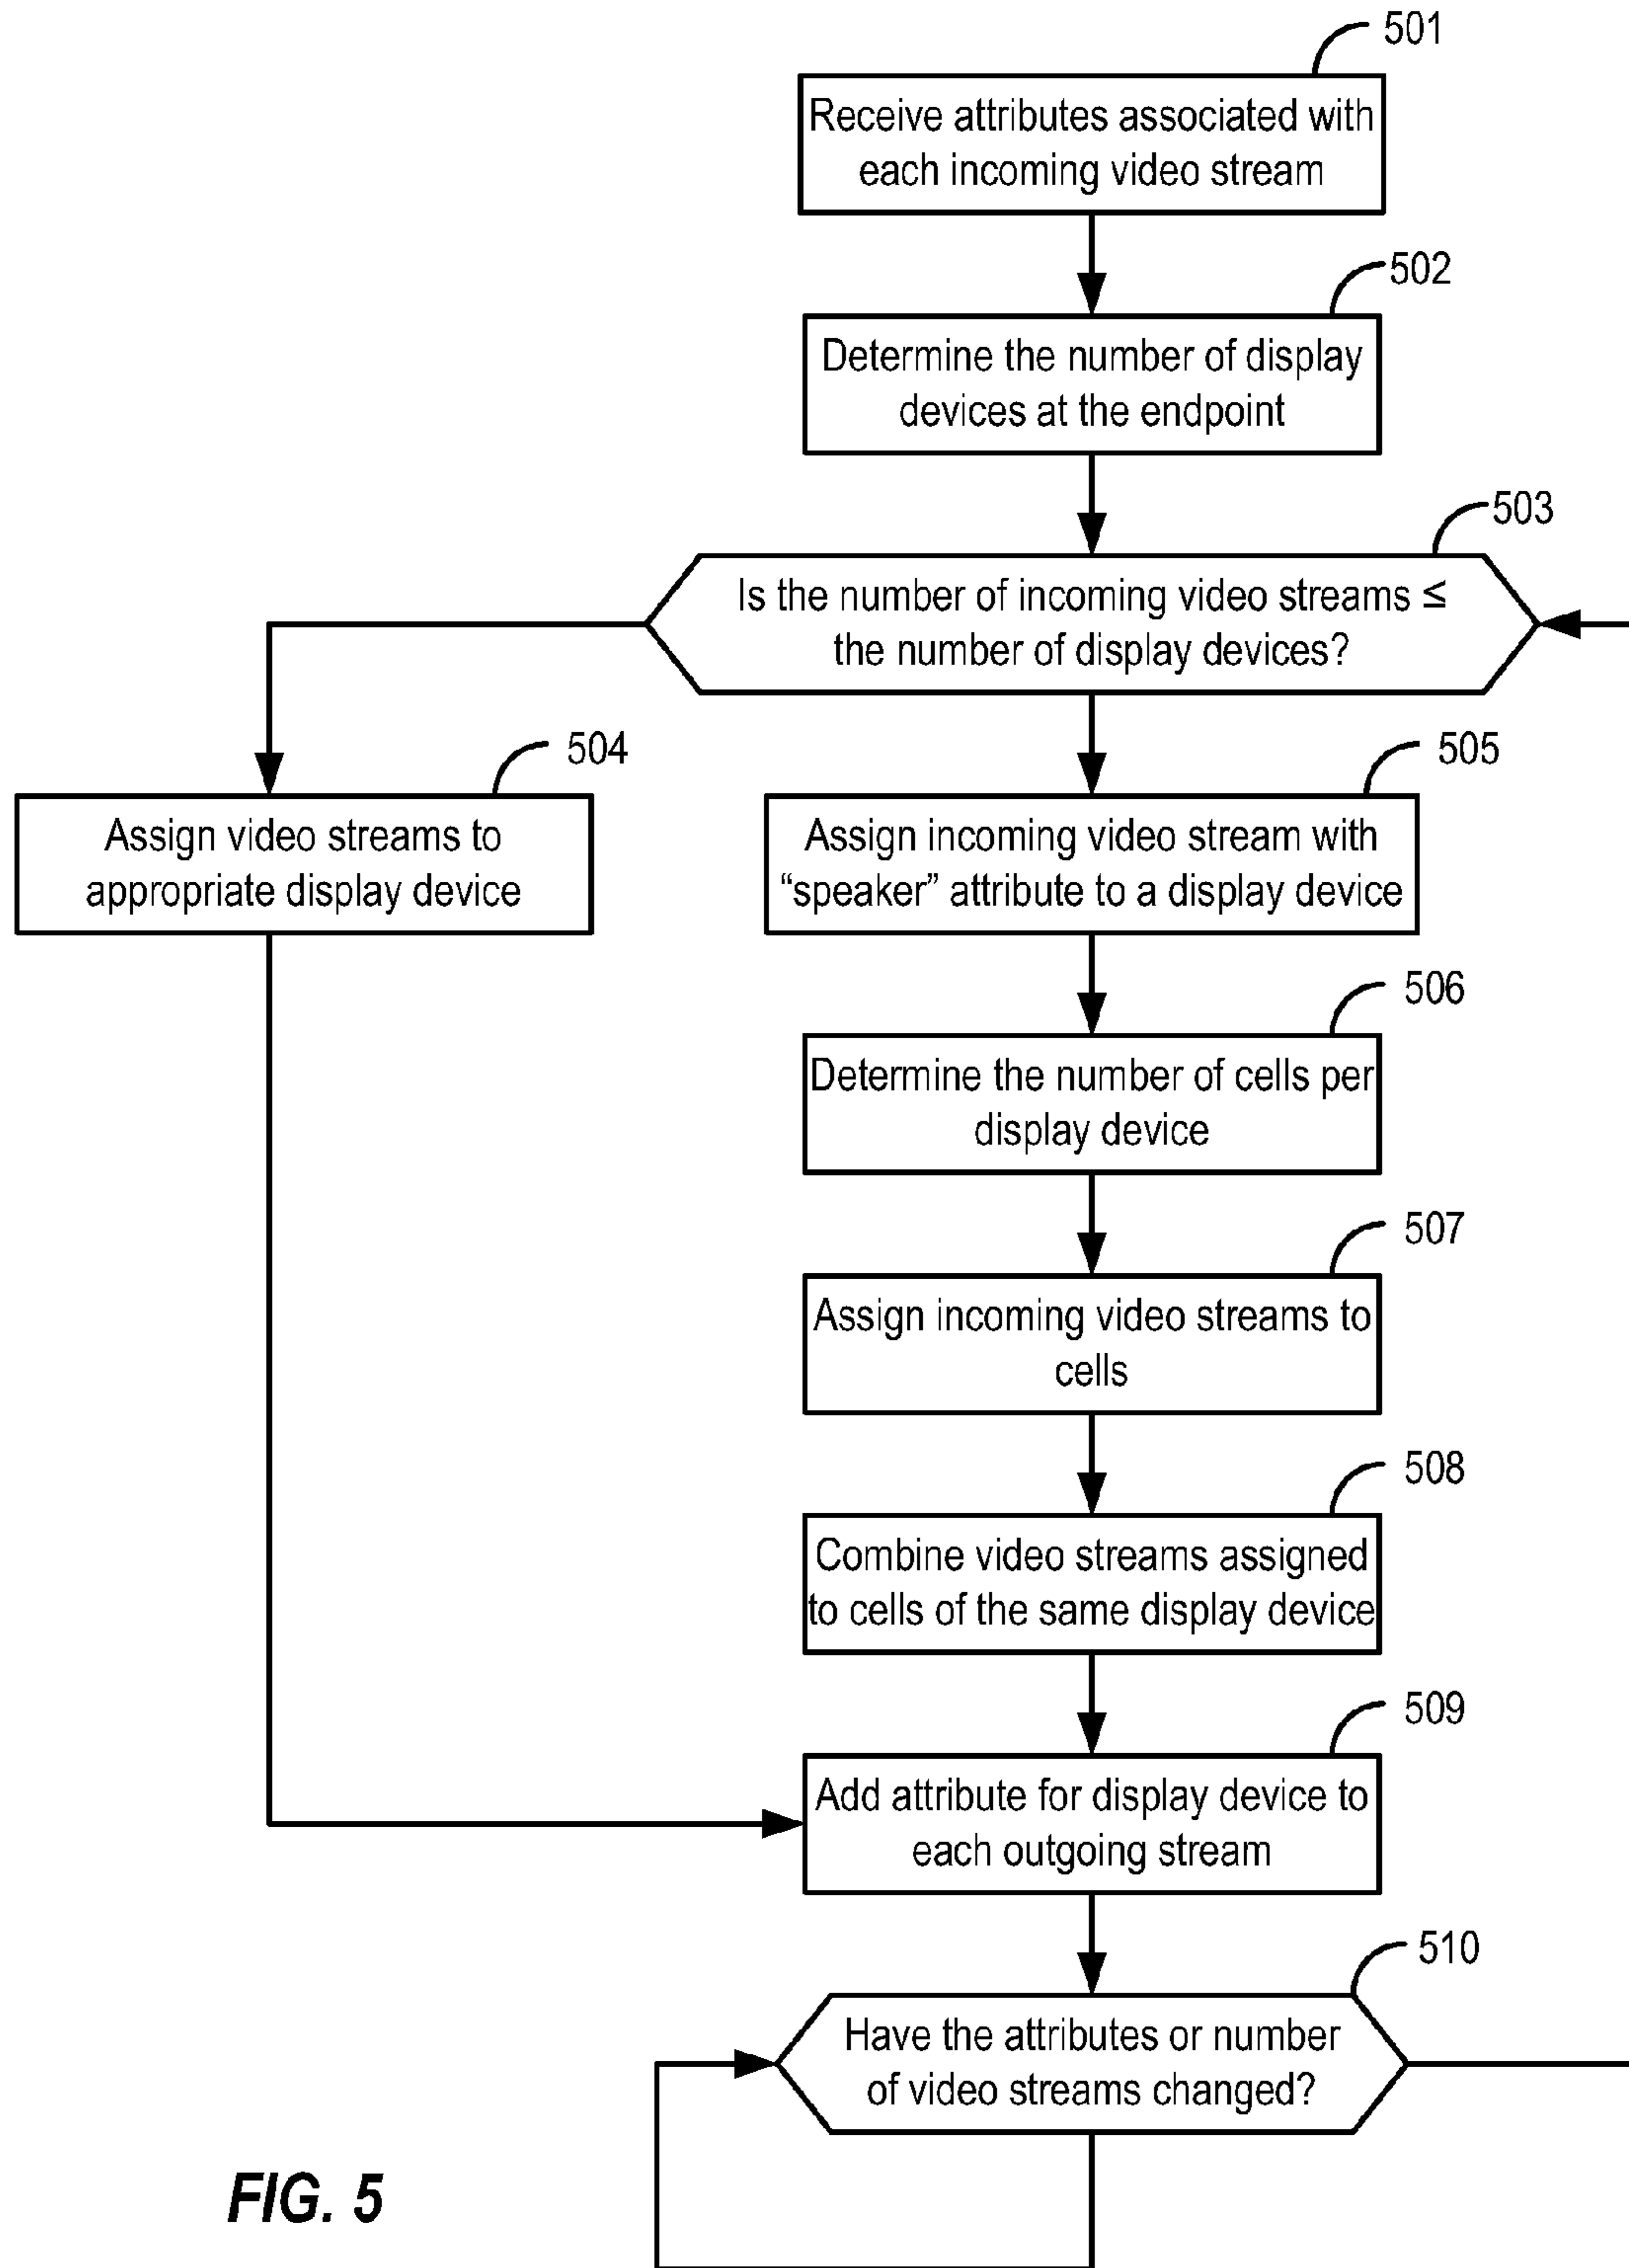 501
Receive attributes associated with
each incoming video stream
502
Determine the number of display
devices at the endpoint
503
Is the number of incoming video streams ≤
the number of display devices?
504
Assign video streams to
appropriate display device
505
Assign incoming video stream with
“speaker” attribute to a display device
506
Determine the number of cells per
display device
507
Assign incoming video streams to
cells
508
Combine video streams assigned
to cells of the same display device
509
Add attribute for display device to
each outgoing stream
510
Have the attributes or number
of video streams changed?
FIG. 5